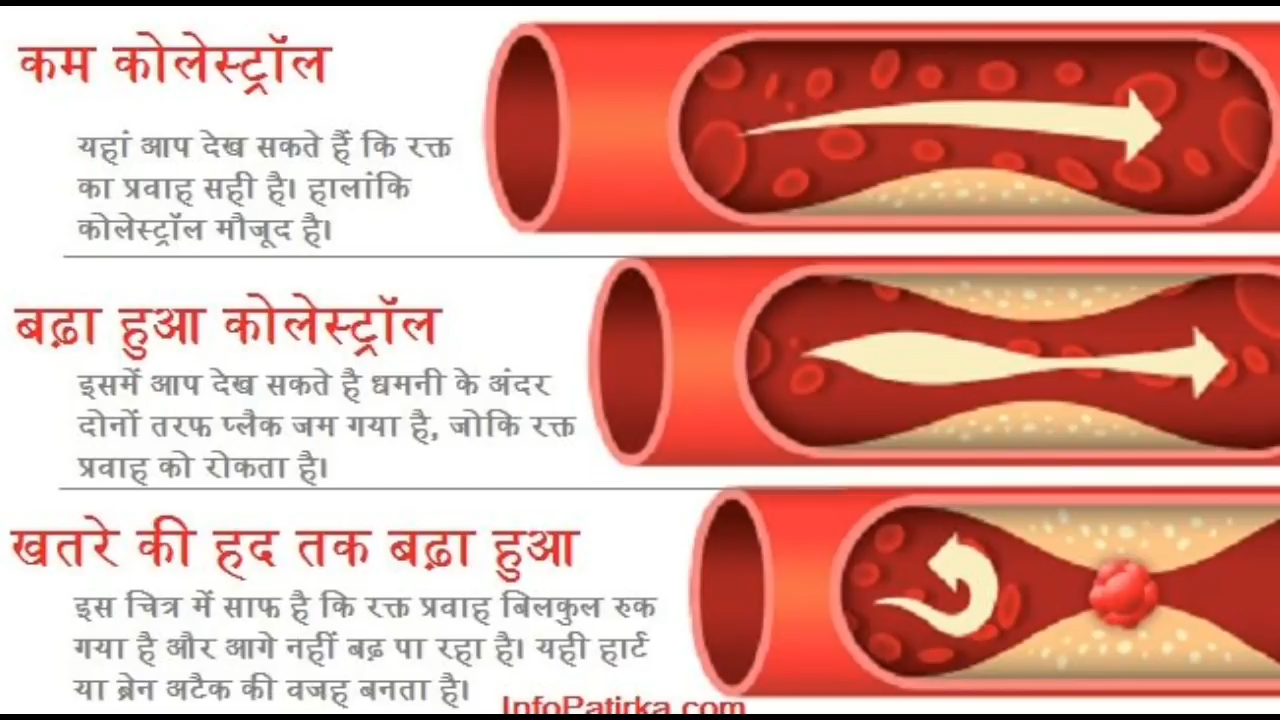 कम कोलेस्ट्रॉल
यहां आप देख सकते हैं कि रक्त
का प्रवाह सही है। हालांकि
कोलेस्ट्रॉल मौजूद है।
बढ़ा हुआ कोलेस्ट्रॉल
इसमें आप देख सकते है धमनी के अंदर
दोनों तरफ प्लैक जम गया है, जोकि रक्त
प्रवाह को रोकता है।
खतरे की हद तक बढ़ा हुआ
इस चित्र में साफ है कि रक्त प्रवाह बिलकुल रुक
गया है और आगे नहीं बढ़ पा रहा है। यही हार्ट
या ब्रेन अटैक की वजह बनता है।
InfoPatirka.com